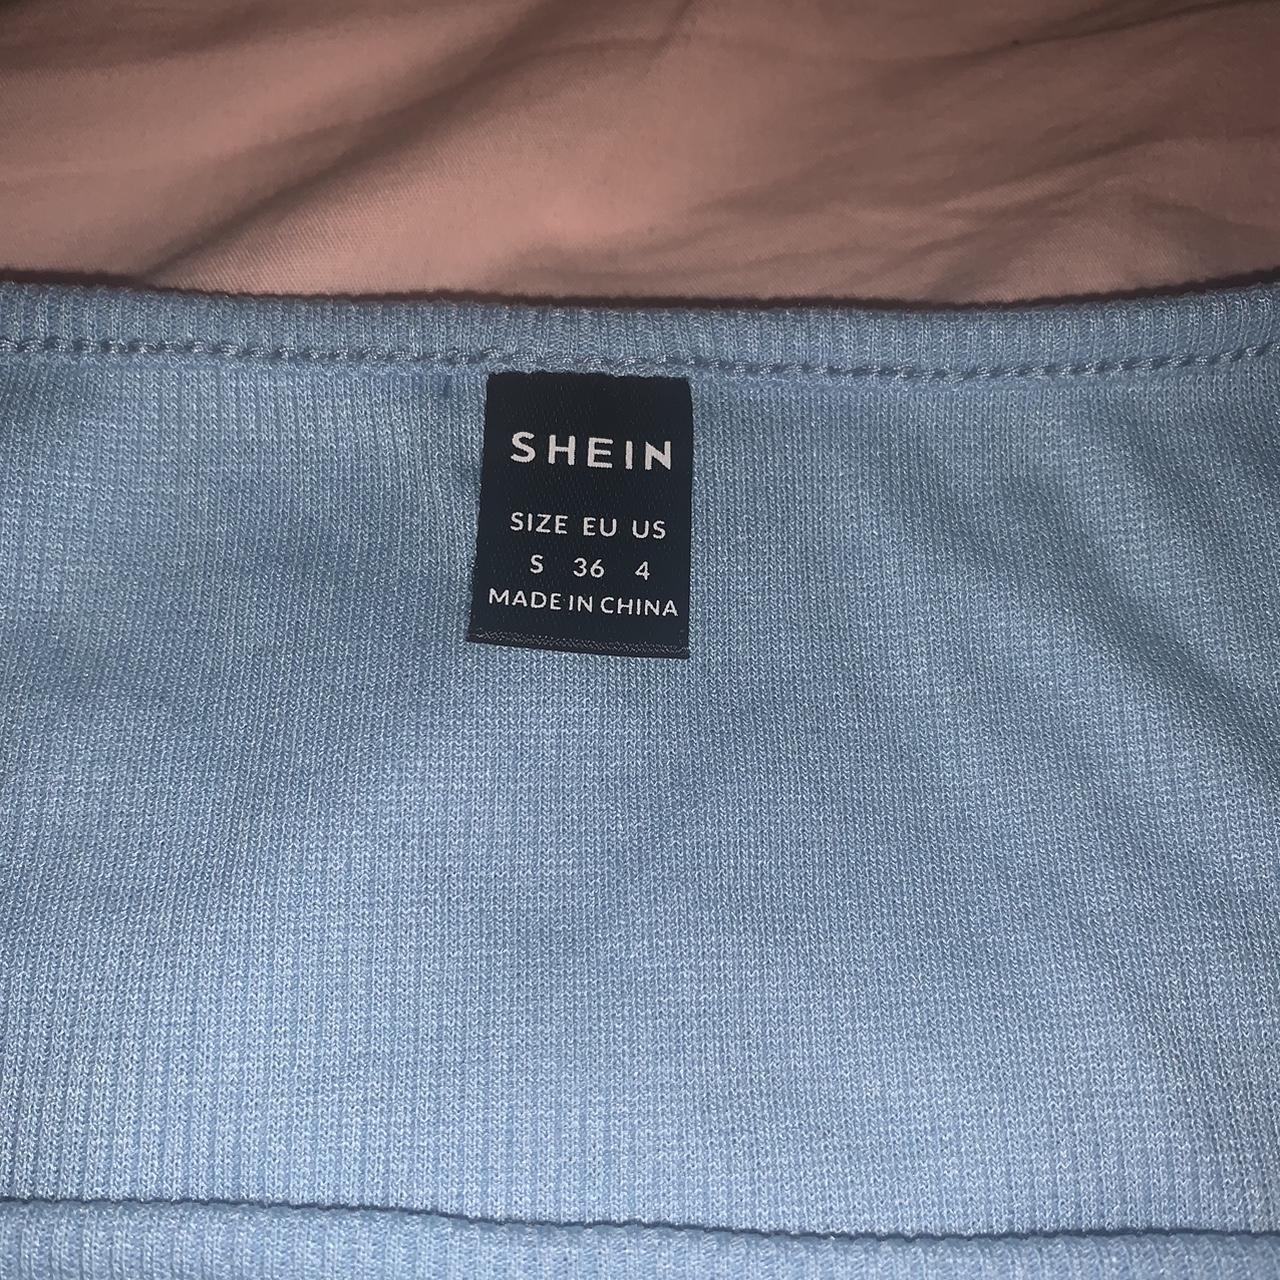 SHEIN
SIZE EU US
S 36 4
MADE IN CHINA